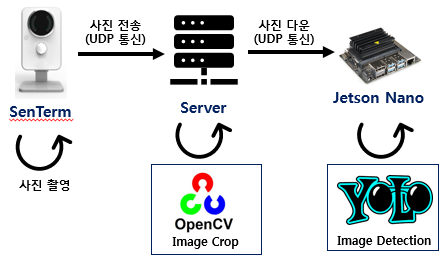 사진 전송
(UDP 통신)
사진 다운
(UDP 통신)
SenTerm
Server
Jetson Nano
사진 촬영
OpenCV
Image Crop
YOLO
Image Detection